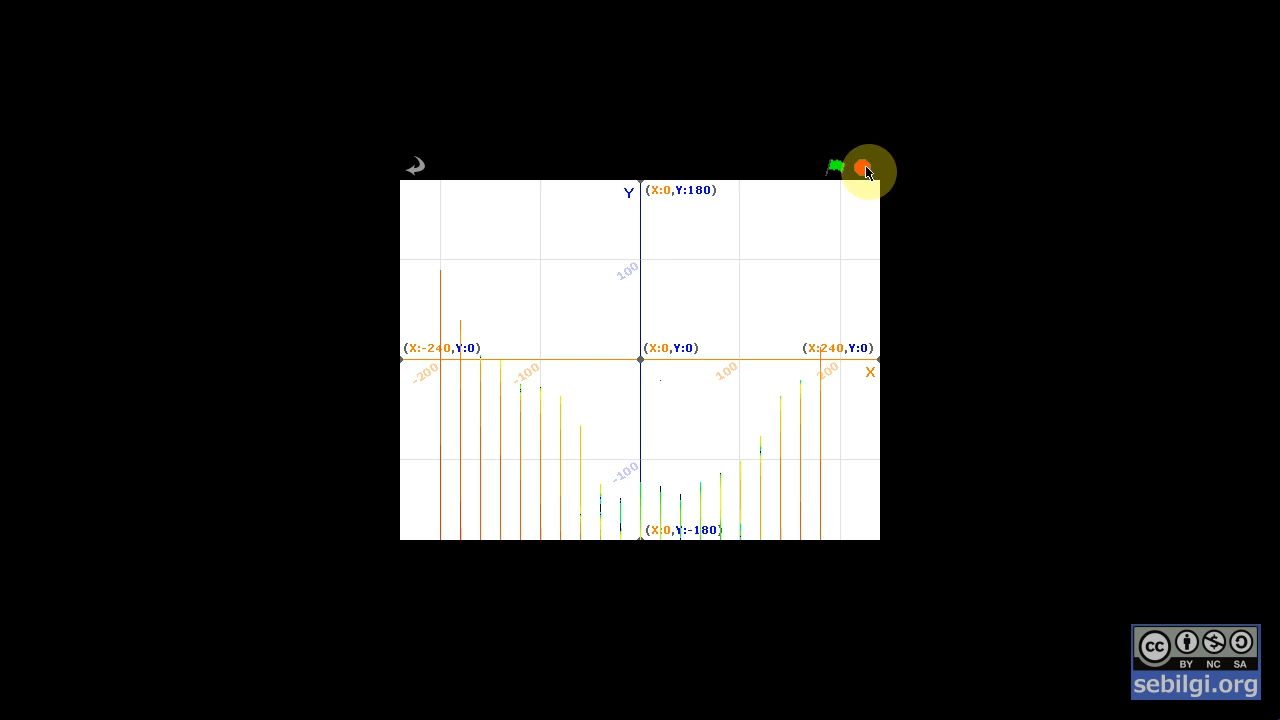 Y (X:0,Y:180)
100
(X:-240,Y:0) (X:0,Y:0) (X:240,Y:0)
-200 -100 100 200 X
-100
(X:0,Y:-180)
cc BY NC SA
sebilgi.org